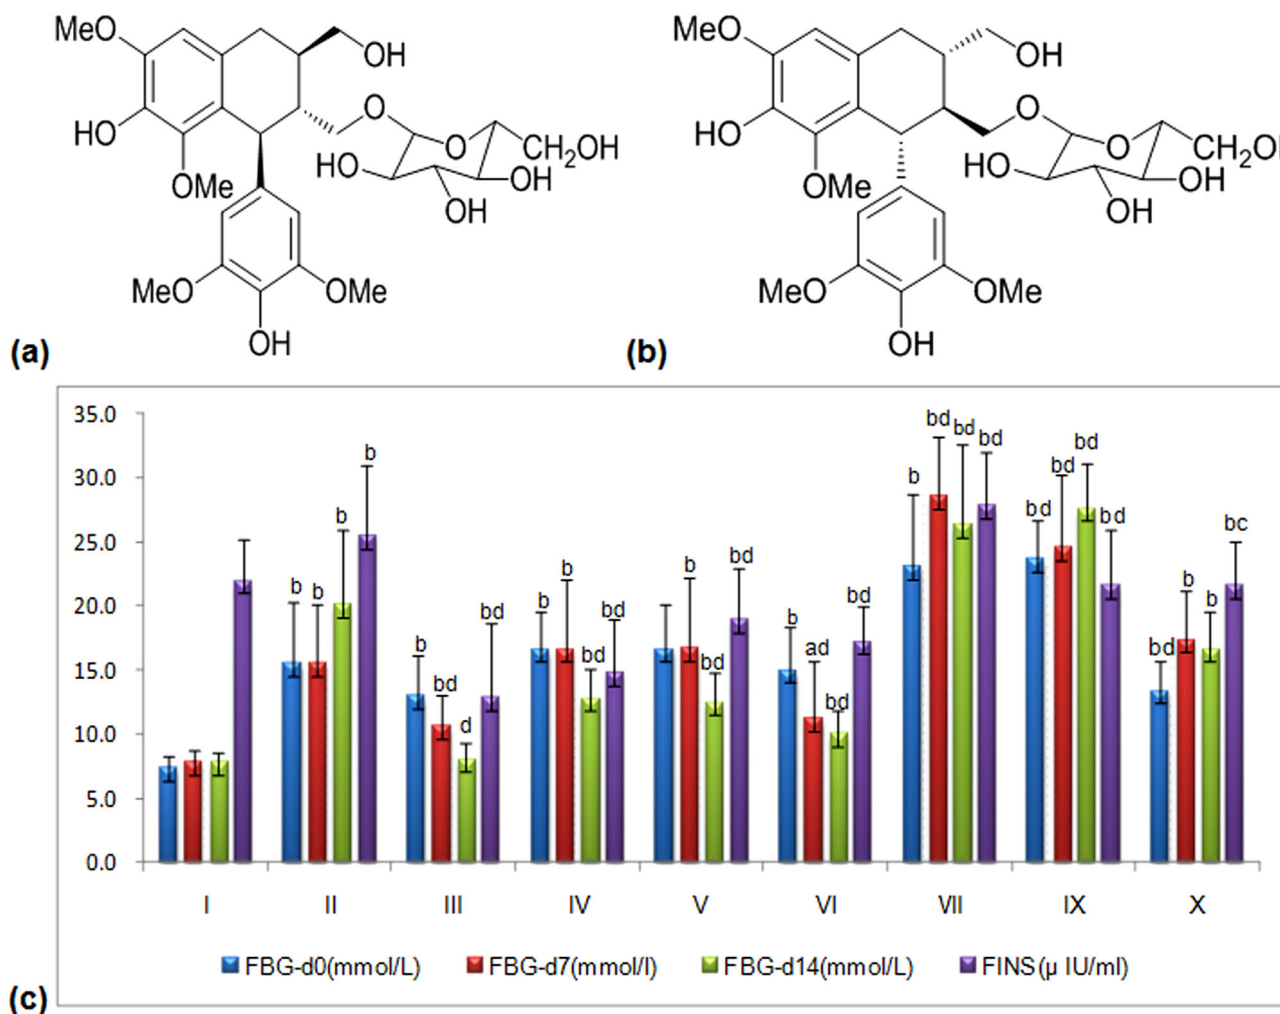 MeO
OH
HO
OMe
O
O
HO
CH2OH
OH
OH
MeO
OMe
OH
(a)
MeO
OH
HO
OMe
O
O
HO
CH2OH
OH
OH
MeO
OMe
OH
(b)
35.0
30.0
25.0
20.0
15.0
10.0
5.0
0.0
b b b b
b bd d bd
b b bd bd
b bd bd
b ad bd bd
b bd bd bd
bd bd bd bd
bd b b bc
I II III IV V VI VII IX X
FBG-d0(mmol/L) FBG-d7(mmol/l) FBG-d14(mmol/L) FINS(μ IU/ml)
(c)